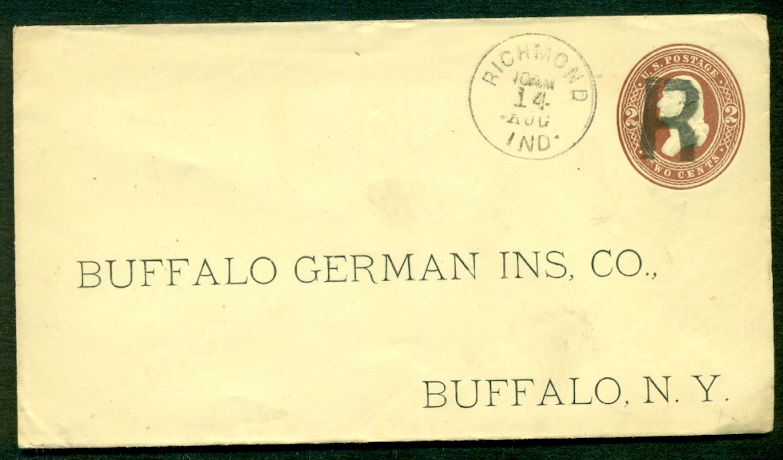 RICHMOND
10AM
14
AUG
IND.
U.S. POSTAGE
2 2
R
TWO CENTS
BUFFALO GERMAN INS, CO.,
BUFFALO, N. Y.